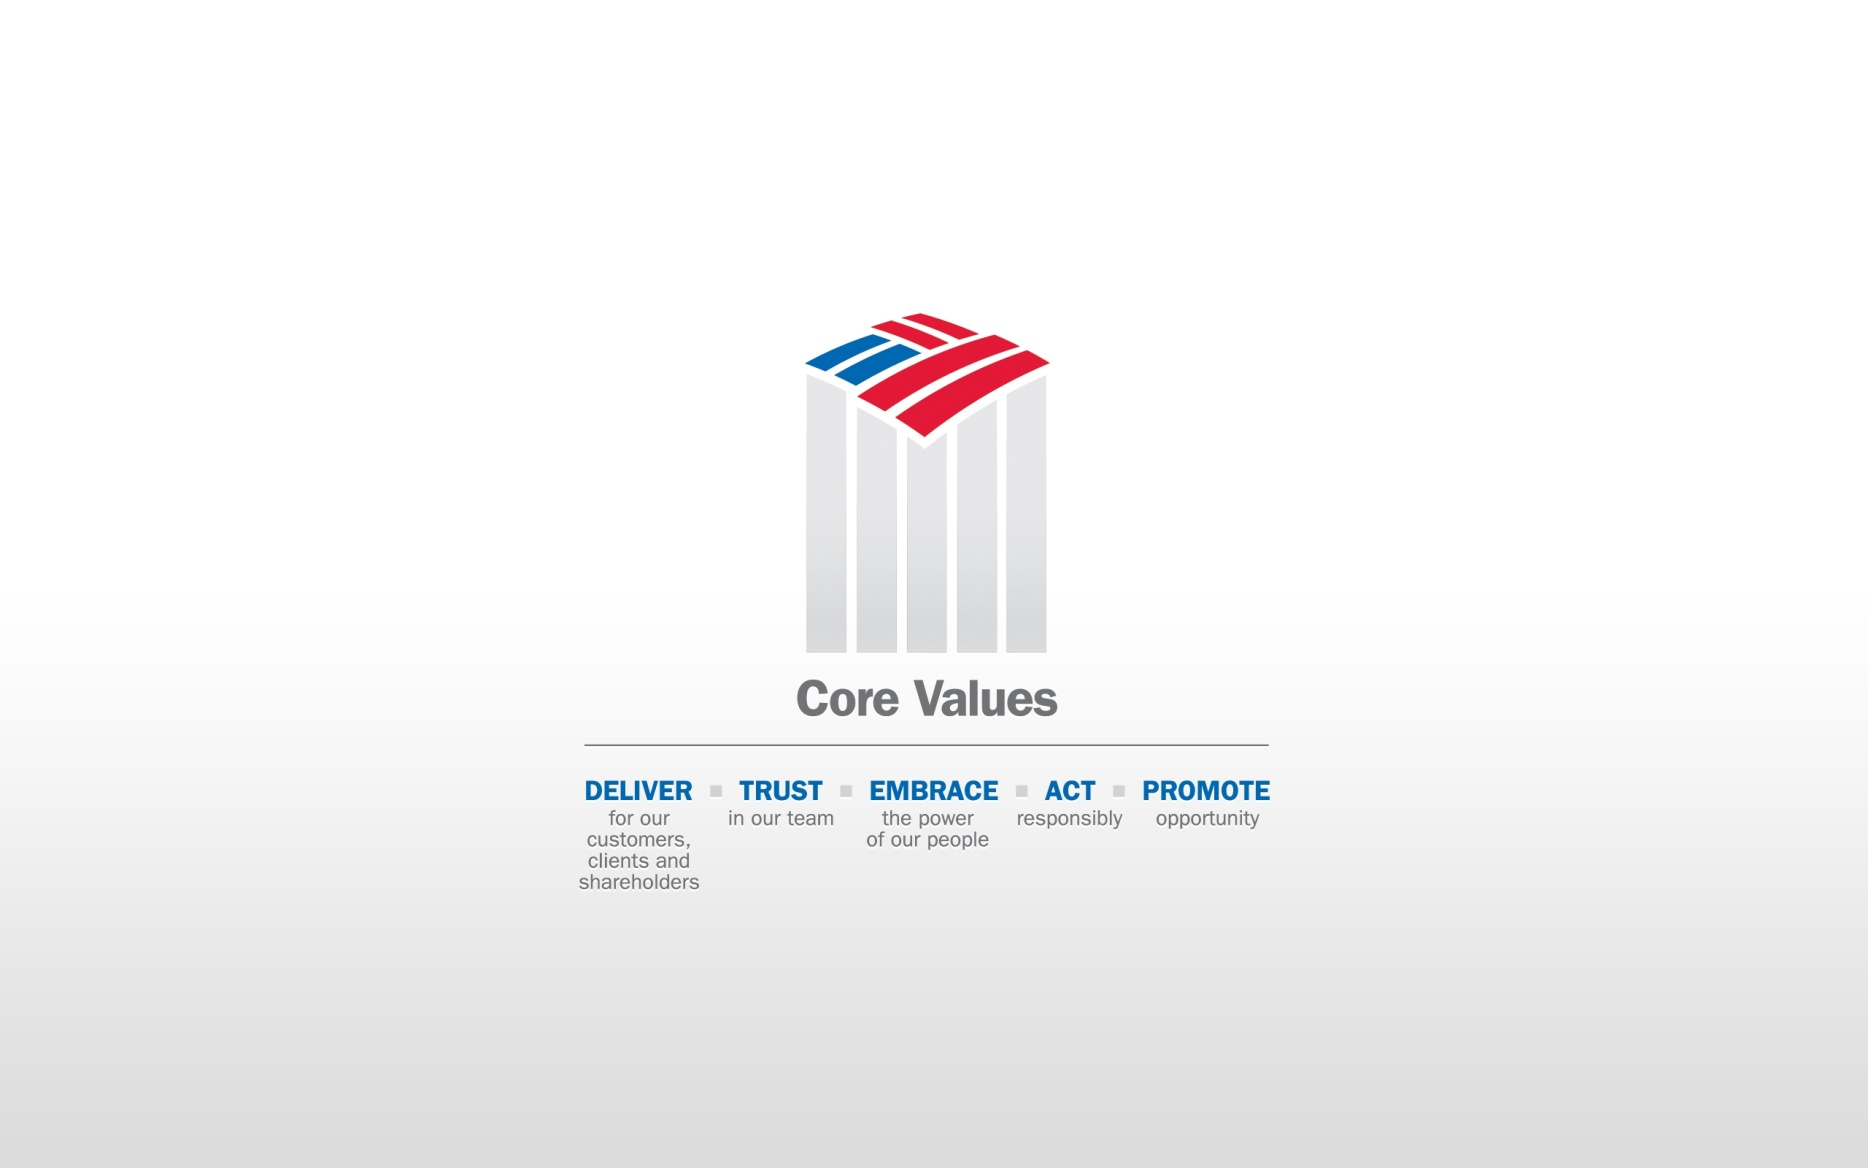 Core Values
DELIVER ▪ TRUST ▪ EMBRACE ▪ ACT ▪ PROMOTE
for our
customers,
clients and
shareholders
in our team
the power
of our people
responsibly
opportunity